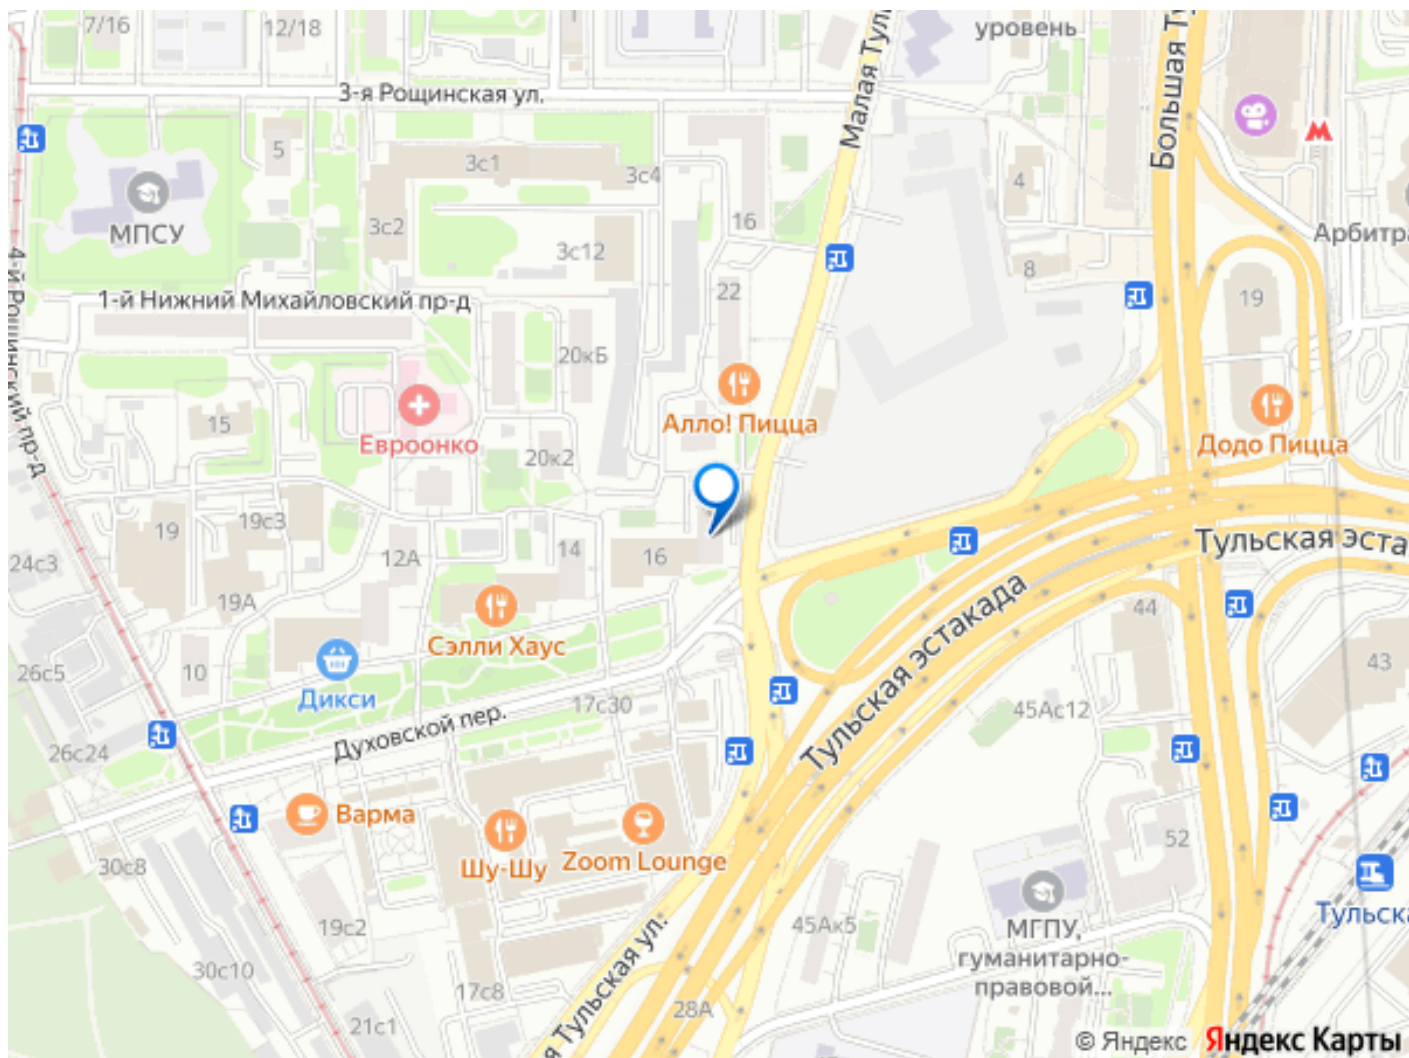 7/16
12/18
1
уровень
Малая Тул
Большая Ту
3-я Рощинская ул.
5
3с1
3с4
4
МПСУ
3с2
16
Арбитра
3с12
8
4-й Рощинский пр-д
1-й Нижний Михайловский пр-д
22
19
20кБ
Алло! Пицца
15
Евроонко
Додо Пицца
20к2
19
19с3
24с3
12А
14
16
Тульская эста
19А
44
Тульская эстакада
Сэлли Хаус
26с5
10
43
Дикси
17с30
45Ас12
Духовской пер.
26с24
Варма
52
30с8
Шу-Шу
Zoom Lounge
19с2
45Ак5
МГПУ,
гуманитарно-
правовой...
Тульска
30с10
17с8
я Тульская ул.
28А
21с1
© Яндекс
Яндекс Карты